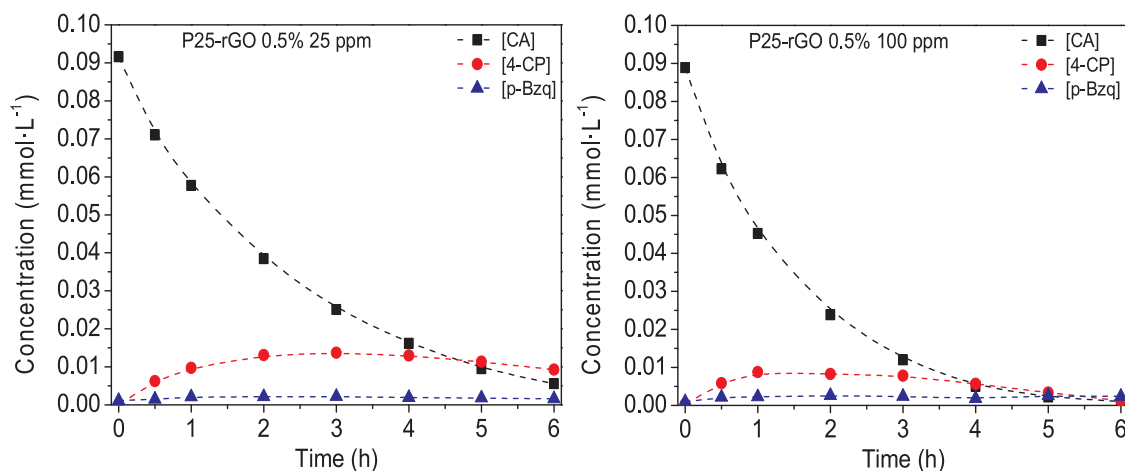 P25-rGO 0.5% 25 ppm
[CA]
[4-CP]
[p-Bzq]
0.10
0.09
0.08
0.07
0.06
0.05
0.04
0.03
0.02
0.01
0.00
Concentration (mmol·L⁻¹)
0 1 2 3 4 5 6
Time (h)
P25-rGO 0.5% 100 ppm
[CA]
[4-CP]
[p-Bzq]
0.10
0.09
0.08
0.07
0.06
0.05
0.04
0.03
0.02
0.01
0.00
Concentration (mmol·L⁻¹)
0 1 2 3 4 5 6
Time (h)